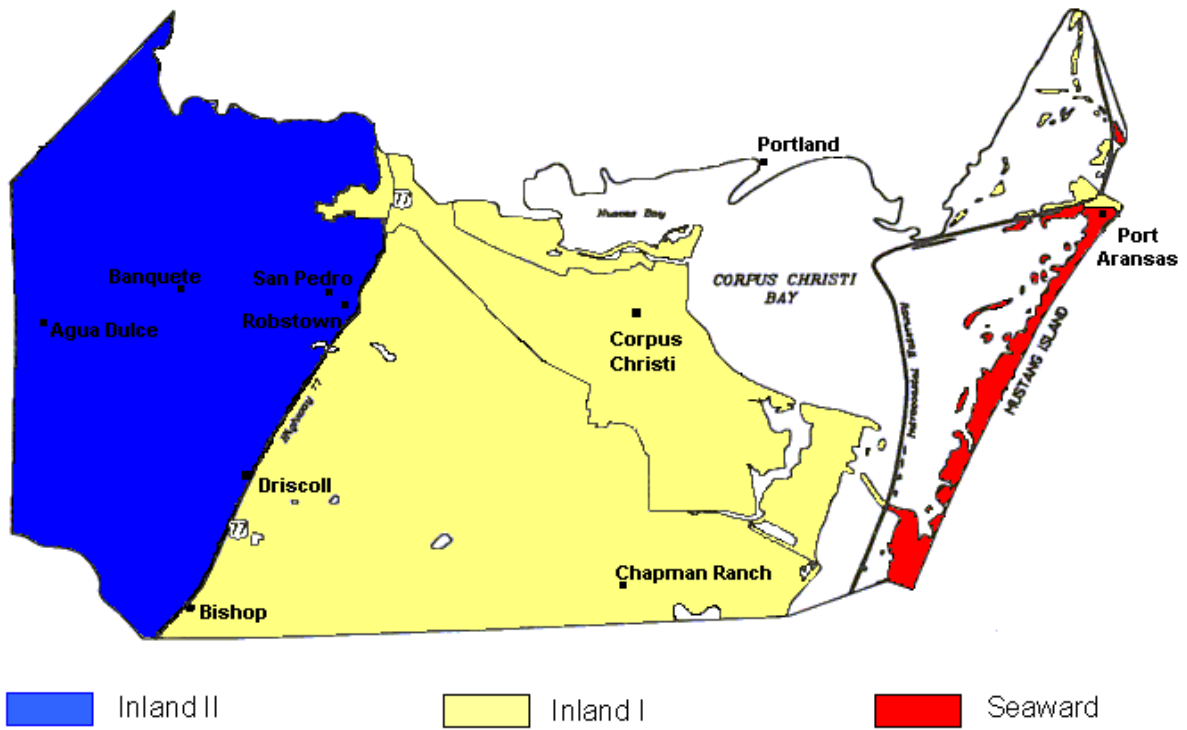 Portland
77
Nueces Bay
Port
Aransas
Banquete
San Pedro
CORPUS CHRISTI
BAY
Agua Dulce
Robstown
Corpus
Christi
MUSTANG ISLAND
Highway 77
Driscoll
77
Chapman Ranch
Bishop
Inland II
Inland I
Seaward